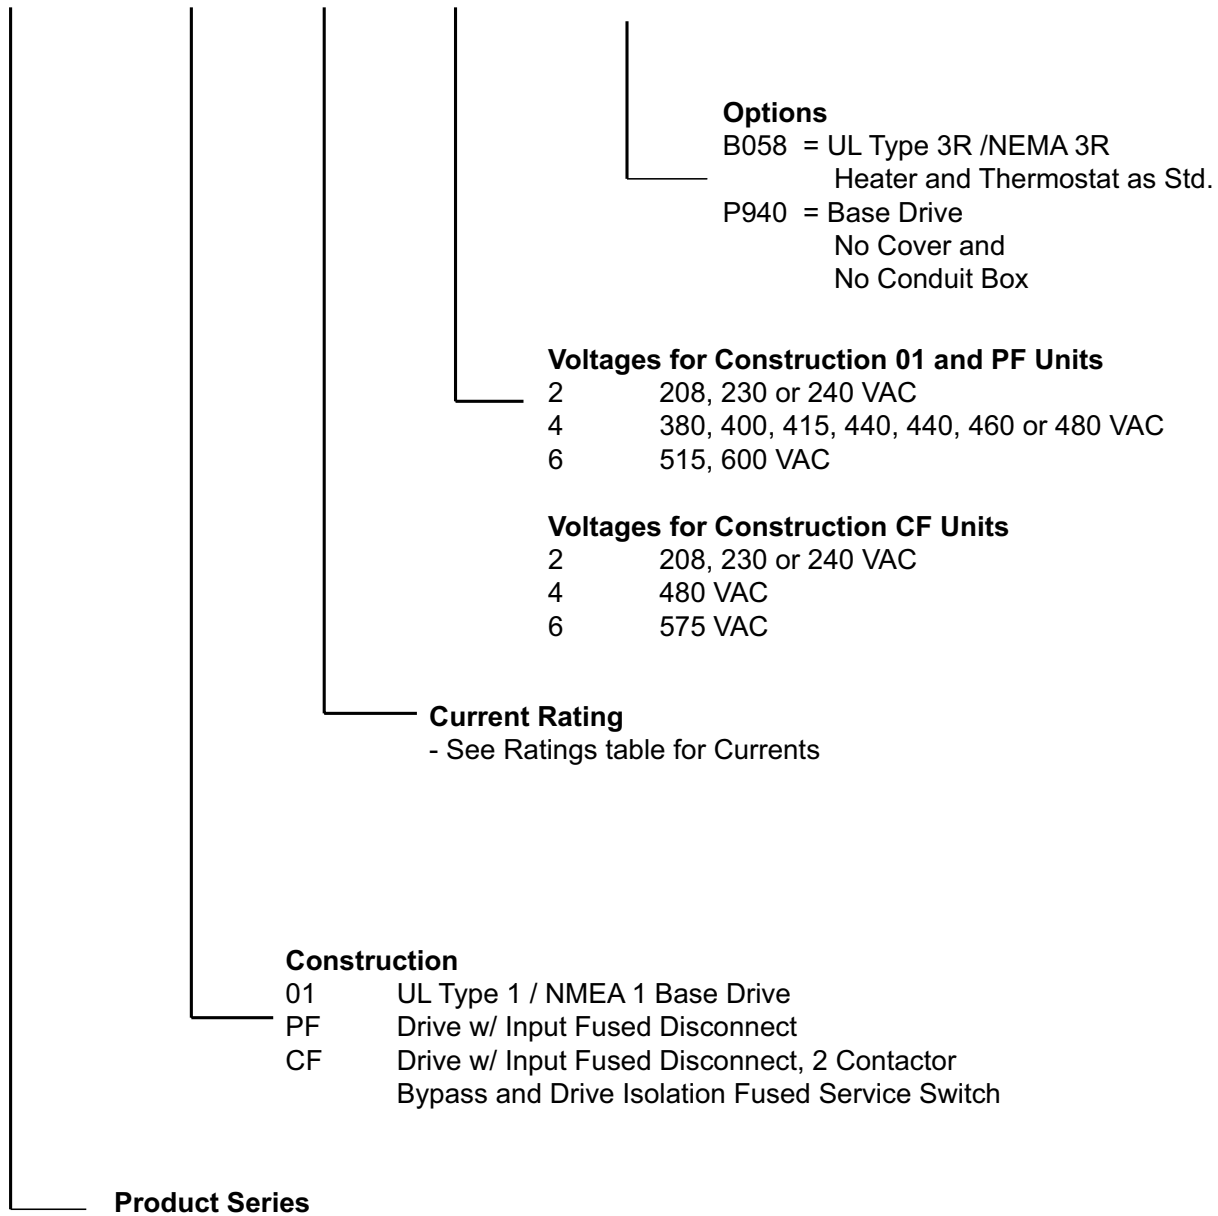 Options
B058 = UL Type 3R /NEMA 3R
Heater and Thermostat as Std.
P940 = Base Drive
No Cover and
No Conduit Box
Voltages for Construction 01 and PF Units
2 208, 230 or 240 VAC
4 380, 400, 415, 440, 440, 460 or 480 VAC
6 515, 600 VAC
Voltages for Construction CF Units
2 208, 230 or 240 VAC
4 480 VAC
6 575 VAC
Current Rating
- See Ratings table for Currents
Construction
01 UL Type 1 / NMEA 1 Base Drive
PF Drive w/ Input Fused Disconnect
CF Drive w/ Input Fused Disconnect, 2 Contactor
Bypass and Drive Isolation Fused Service Switch
Product Series